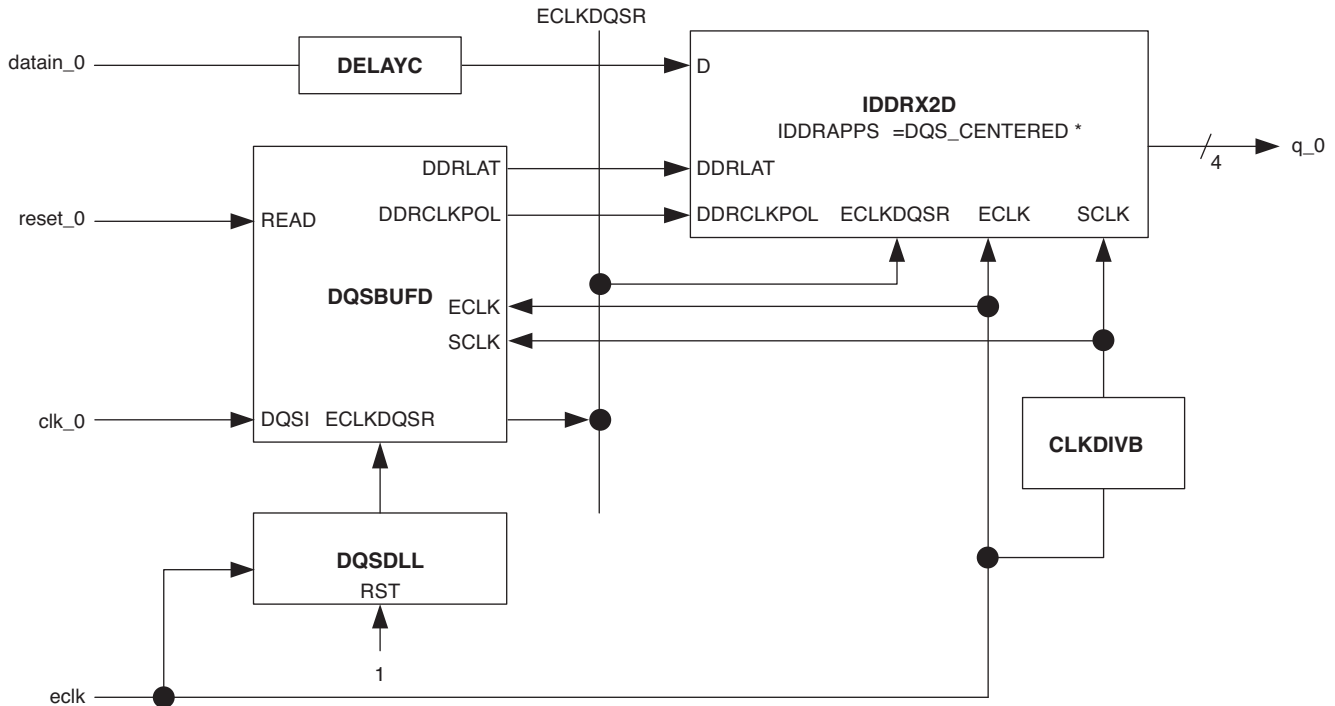 ECLKDQSR
datain_0
DELAYC
D
IDDRX2D
IDDRAPPS =DQS_CENTERED *
q_0
4
DDRLAT
DDRLAT
reset_0
READ
DDRCLKPOL
DDRCLKPOL
ECLKDQSR
ECLK
SCLK
DQSBUFD
ECLK
SCLK
clk_0
DQSI
ECLKDQSR
CLKDIVB
DQSDLL
RST
1
eclk